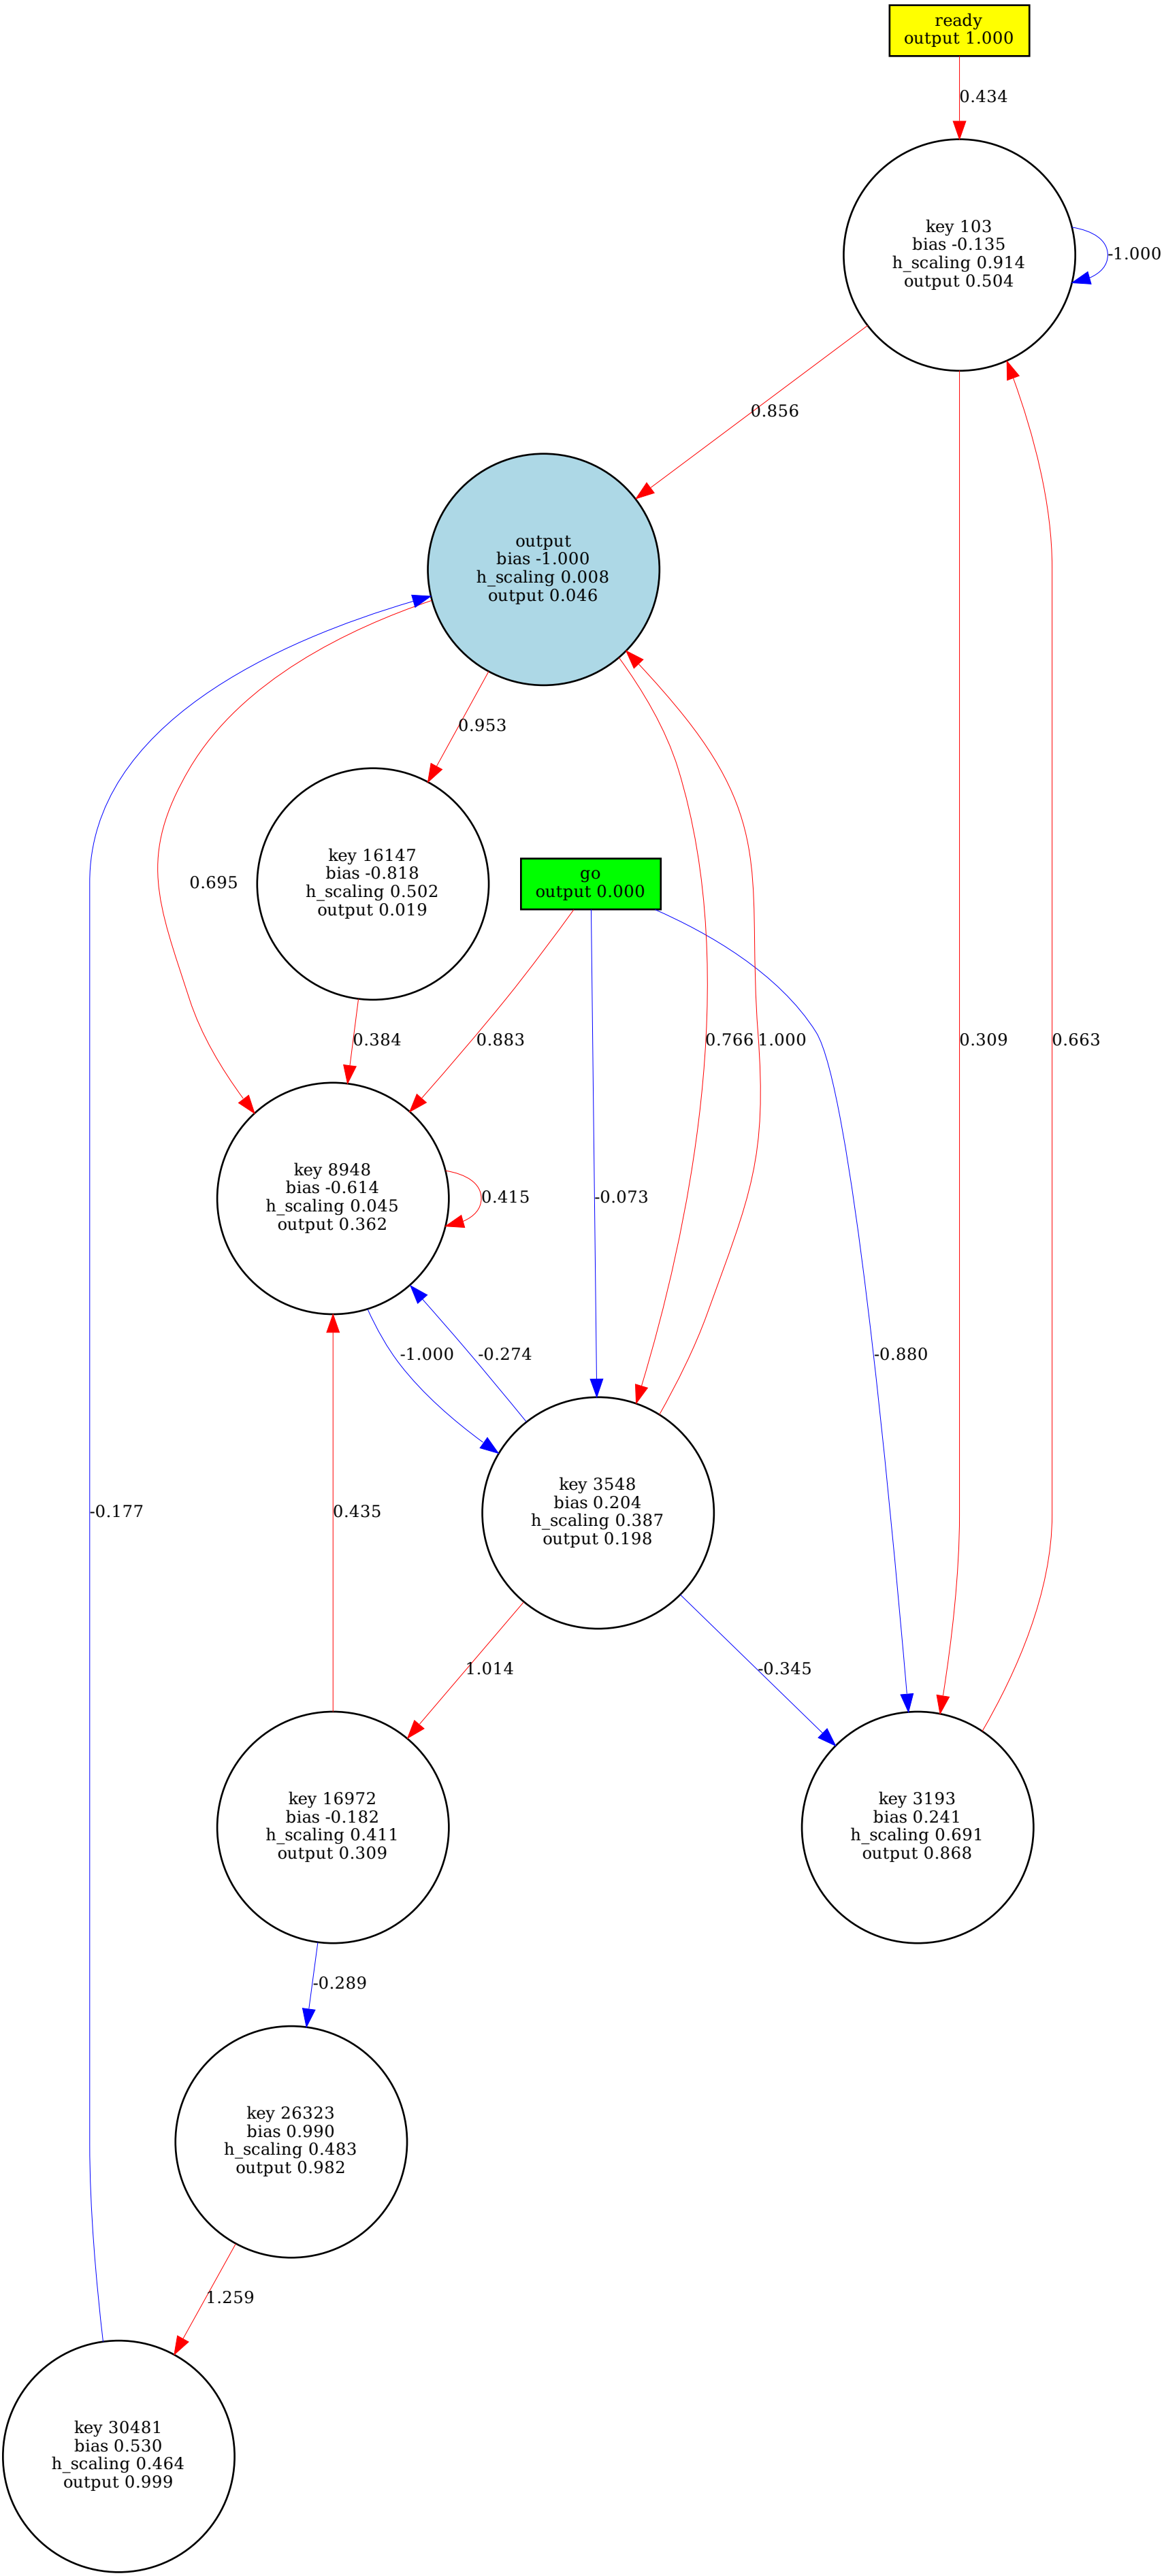 ready
output 1.000
0.434
key 103
bias -0.135
h_scaling 0.914
output 0.504
-1.000
0.856
output
bias -1.000
h_scaling 0.008
output 0.046
0.953
key 16147
bias -0.818
h_scaling 0.502
output 0.019
go
output 0.000
0.695
0.384
0.883
0.766
1.000
0.309
0.663
key 8948
bias -0.614
h_scaling 0.045
output 0.362
0.415
-0.073
-1.000
-0.274
-0.880
key 3548
bias 0.204
h_scaling 0.387
output 0.198
-0.177
0.435
1.014
-0.345
key 16972
bias -0.182
h_scaling 0.411
output 0.309
key 3193
bias 0.241
h_scaling 0.691
output 0.868
-0.289
key 26323
bias 0.990
h_scaling 0.483
output 0.982
1.259
key 30481
bias 0.530
h_scaling 0.464
output 0.999